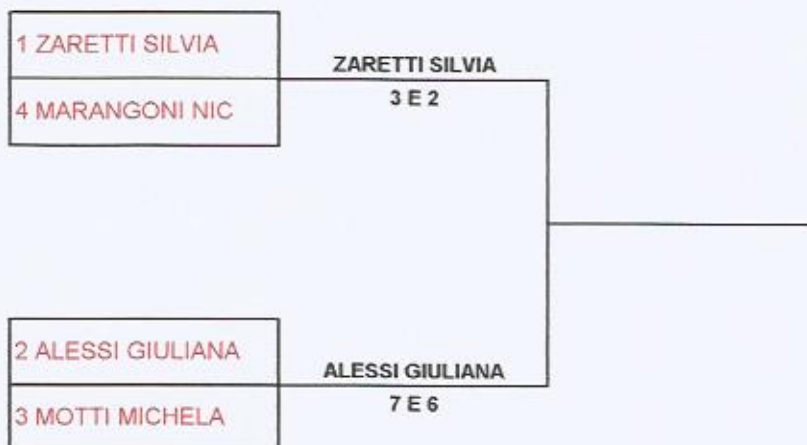 1 ZARETTI SILVIA
4 MARANGONI NIC
ZARETTI SILVIA
3 E 2
2 ALESSI GIULIANA
3 MOTTI MICHELA
ALESSI GIULIANA
7 E 6